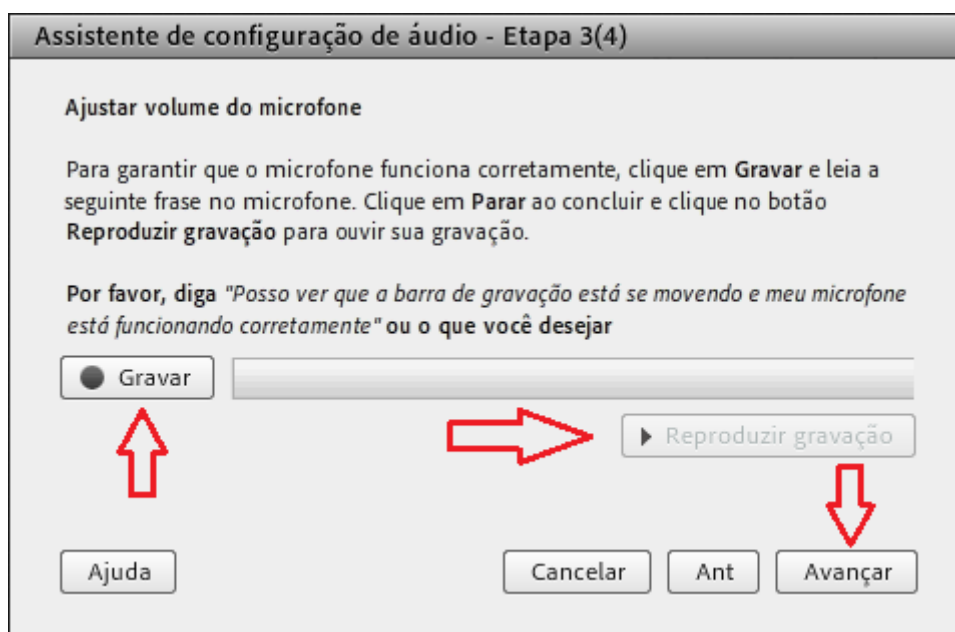 Assistente de configuração de áudio - Etapa 3(4)
Ajustar volume do microfone
Para garantir que o microfone funciona corretamente, clique em Gravar e leia a
seguinte frase no microfone. Clique em Parar ao concluir e clique no botão
Reproduzir gravação para ouvir sua gravação.
Por favor, diga "Posso ver que a barra de gravação está se movendo e meu microfone
está funcionando corretamente" ou o que você desejar
Gravar
Reproduzir gravação
Ajuda
Cancelar
Ant
Avançar